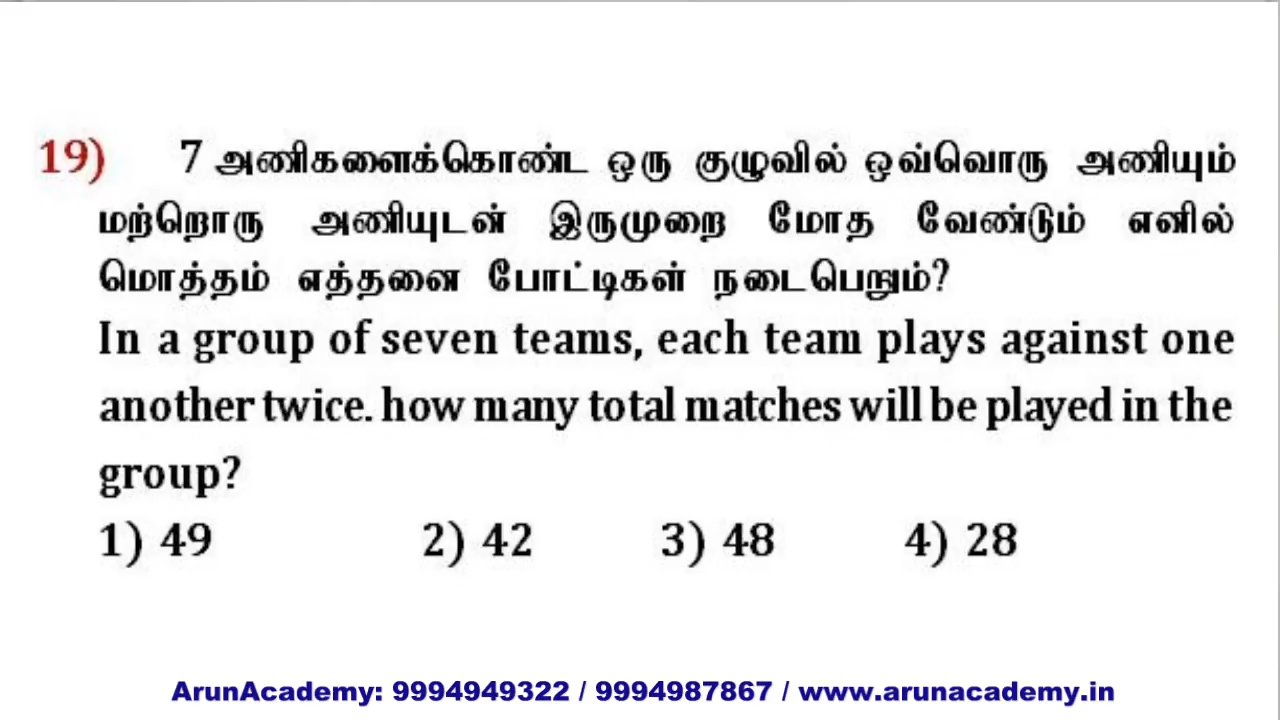 19) 7 அணிகளைக்கொண்ட ஒரு குழுவில் ஒவ்வொரு அணியும்
மற்றொரு அணியுடன் இருமுறை மோத வேண்டும் எனில்
மொத்தம் எத்தனை போட்டிகள் நடைபெறும்?
In a group of seven teams, each team plays against one
another twice. how many total matches will be played in the
group?
1) 49 2) 42 3) 48 4) 28
ArunAcademy: 9994949322 / 9994987867 / www.arunacademy.in